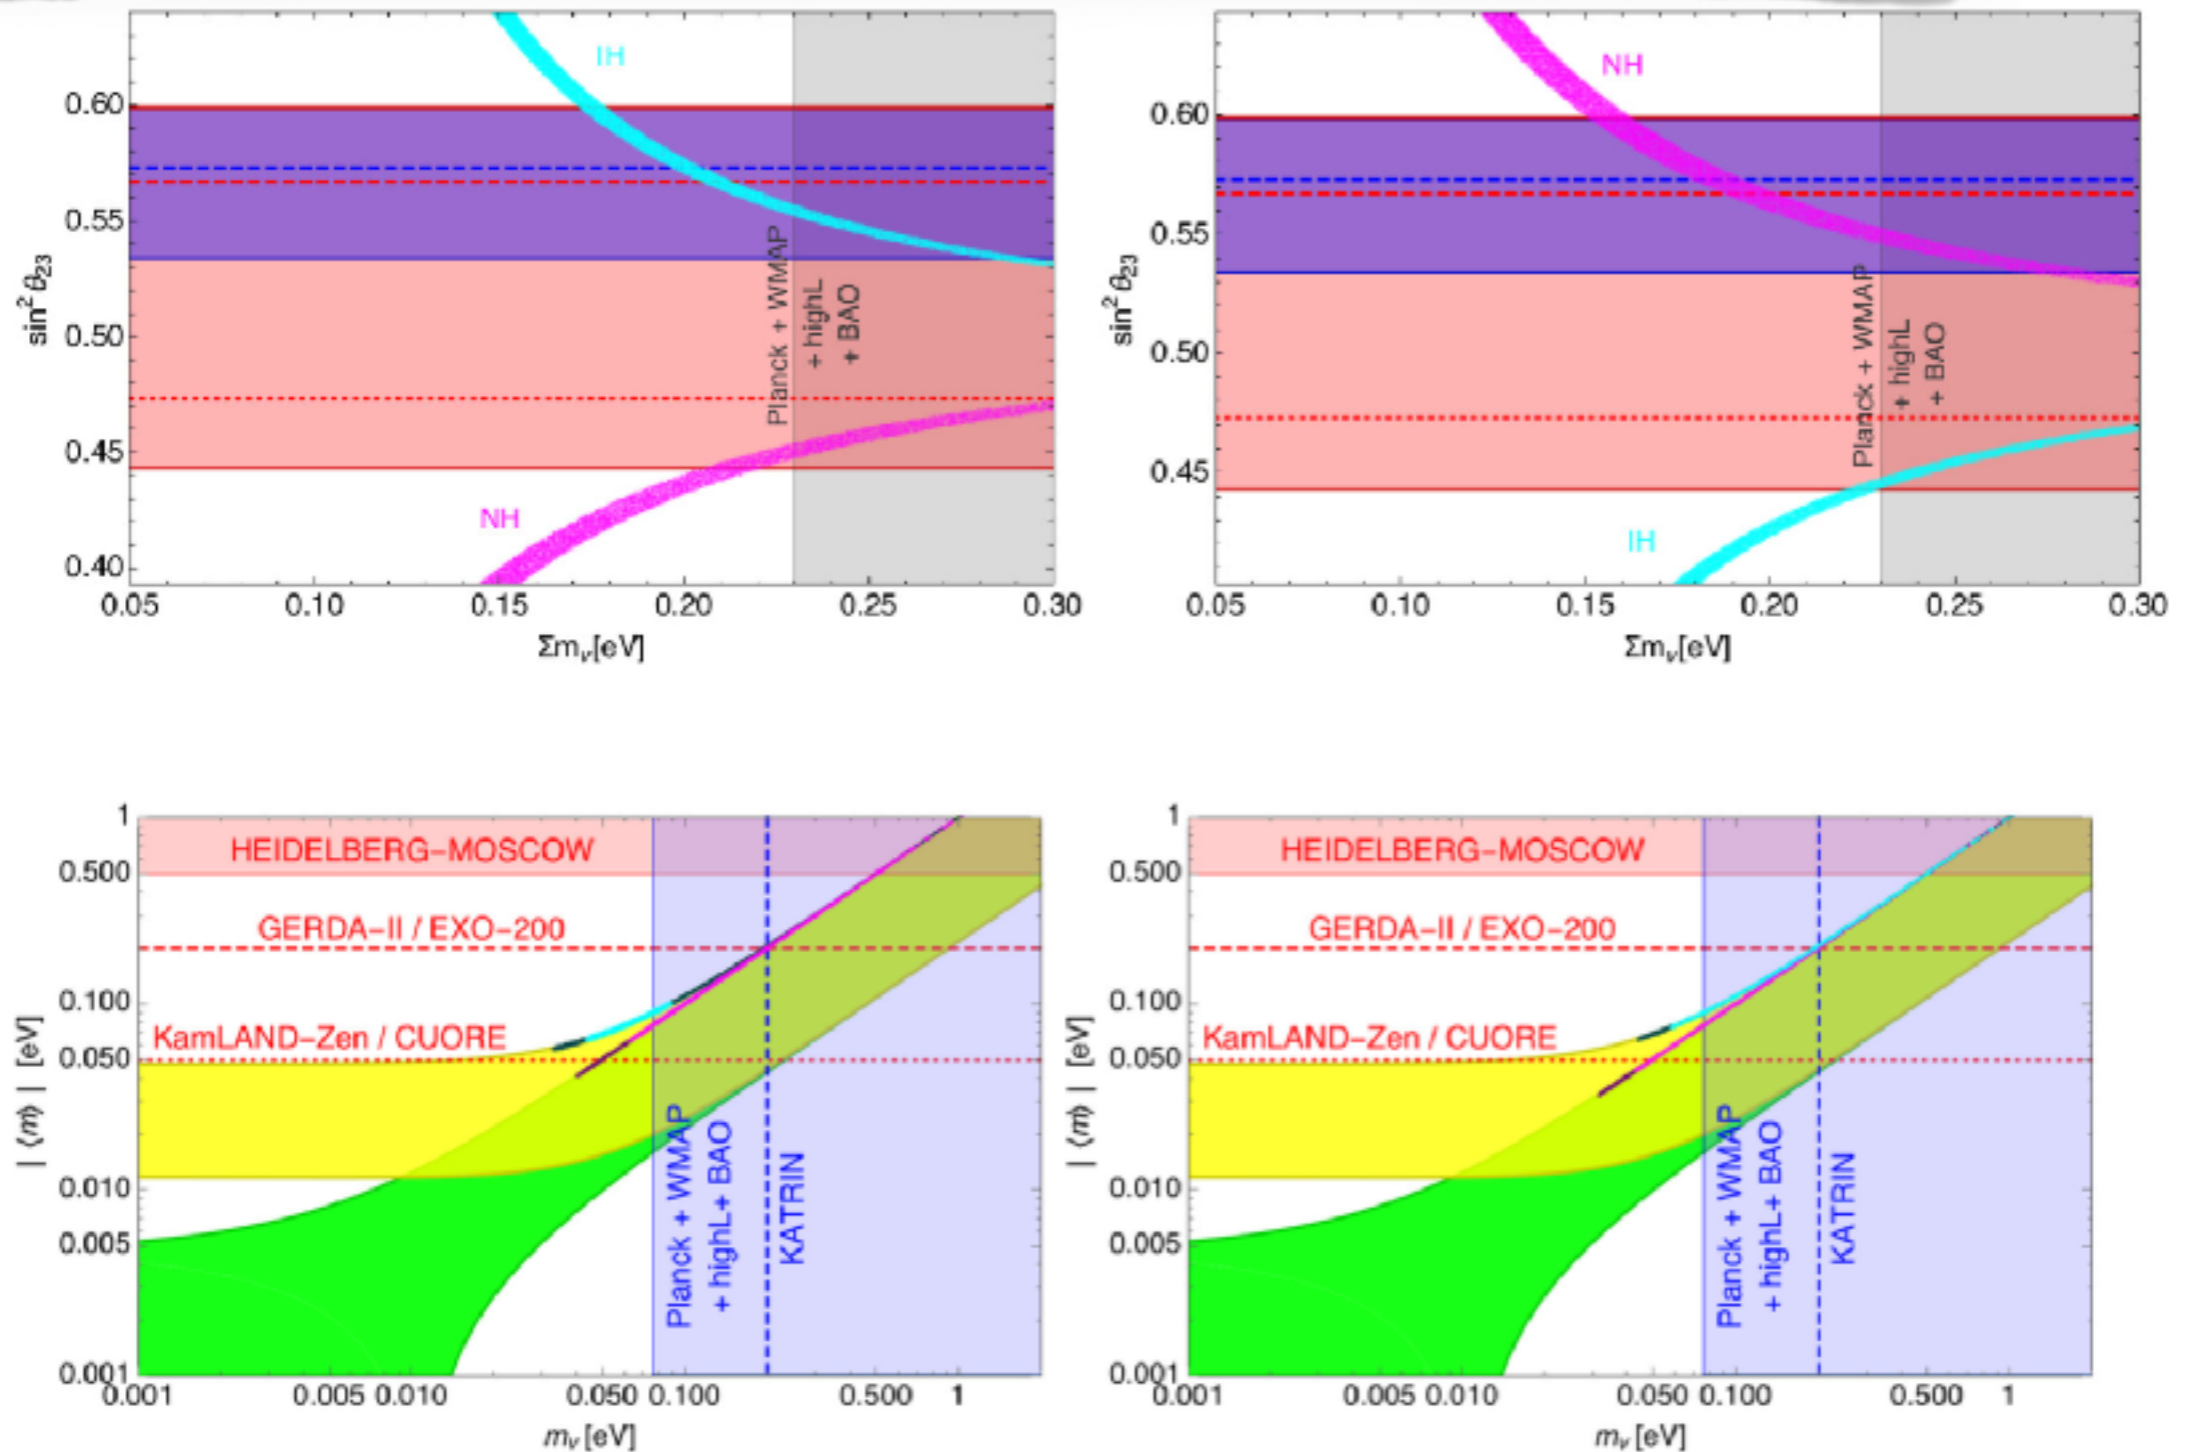 IH
0.60
0.55
0.50
0.45
0.40
sin² θ₂₃
Planck + WMAP
+ highL
+ BAO
NH
0.05 0.10 0.15 0.20 0.25 0.30
Σmᵥ[eV]
NH
0.60
0.55
0.50
0.45
sin² θ₂₃
Planck + WMAP
+ highL
+ BAO
IH
0.05 0.10 0.15 0.20 0.25 0.30
Σmᵥ[eV]
1
HEIDELBERG-MOSCOW
0.500
GERDA-II / EXO-200
0.100
KamLAND-Zen / CUORE
0.050
0.010
0.005
0.001
| ⟨m⟩ | [eV]
Planck + WMAP
+ highL+ BAO
KATRIN
0.001 0.005 0.010 0.050 0.100 0.500 1
mᵥ [eV]
1
HEIDELBERG-MOSCOW
0.500
GERDA-II / EXO-200
0.100
KamLAND-Zen / CUORE
0.050
0.010
0.005
0.001
| ⟨m⟩ | [eV]
Planck + WMAP
+ highL+ BAO
KATRIN
0.001 0.005 0.010 0.050 0.100 0.500 1
mᵥ [eV]